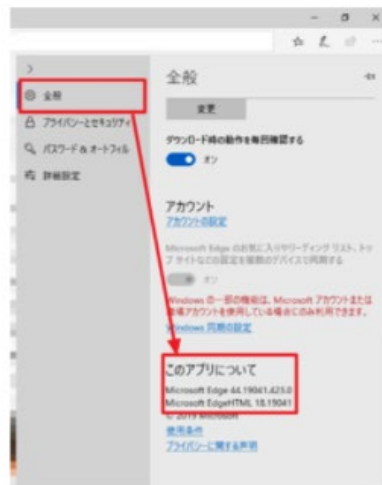 全般
プライバシーとセキュリティ
パスワード & オートフィル
詳細設定
全般
変更
ダウンロード時の動作を毎回確認する
オン
アカウント
アカウントの設定
Microsoft Edge のお気に入りやリーディング リスト、トッ
プ サイトなどの設定を複数のデバイスで同期する
オン
Windows の一部の機能は、Microsoft アカウントまたは
職場アカウントを使用している場合にのみ利用できます。
Windows 同期の設定
このアプリについて
Microsoft Edge 44.19041.423.0
Microsoft EdgeHTML 18.19041
© 2019 Microsoft
使用条件
プライバシーに関する声明